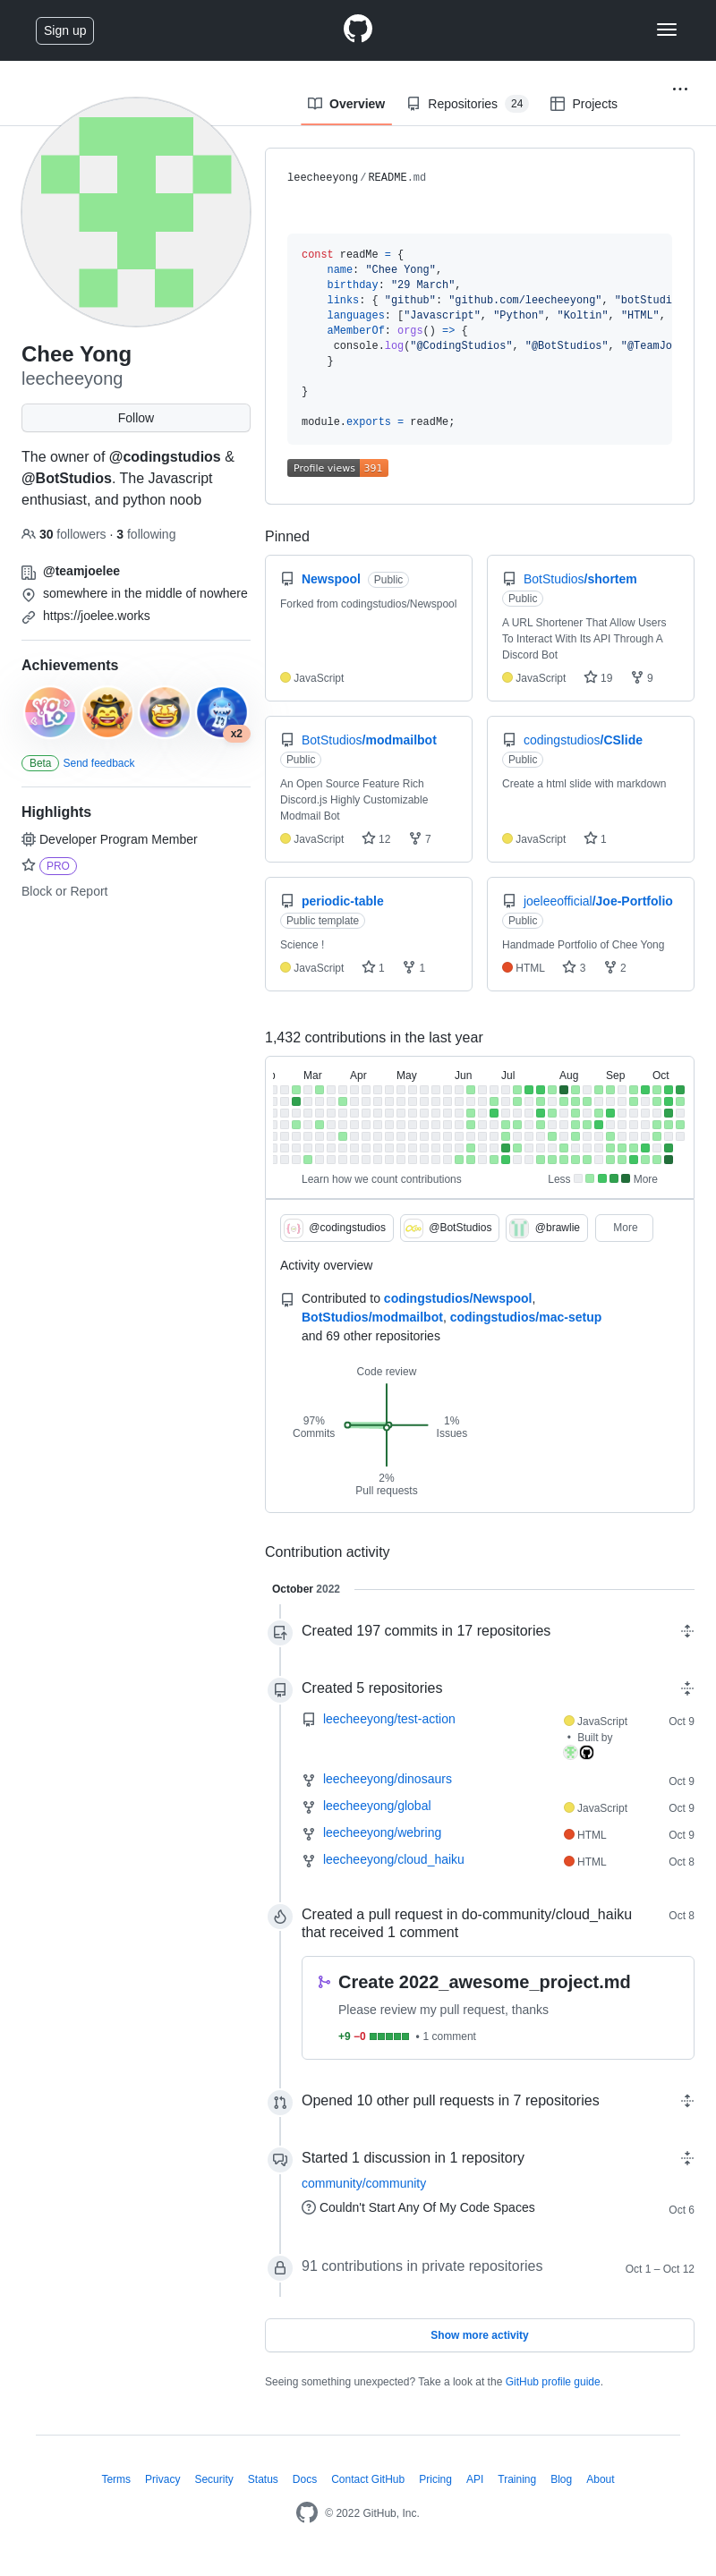 Sign up
Overview
Repositories 24
Projects
Chee Yong
leecheeyong
Follow
The owner of @codingstudios &
@BotStudios. The Javascript
enthusiast, and python noob
30 followers · 3 following
@teamjoelee
somewhere in the middle of nowhere
https://joelee.works
Achievements
YOLO
x2
Beta Send feedback
Highlights
Developer Program Member
PRO
Block or Report
leecheeyong/README.md
const readMe = {
name: "Chee Yong",
birthday: "29 March",
links: { "github": "github.com/leecheeyong", "botStudi
languages: ["Javascript", "Python", "Koltin", "HTML",
aMemberOf: orgs() => {
console.log("@CodingStudios", "@BotStudios", "@TeamJo
}
}
module.exports = readMe;
Profile views 391
Pinned
Newspool Public
Forked from codingstudios/Newspool
JavaScript
BotStudios/shortem
Public
A URL Shortener That Allow Users
To Interact With Its API Through A
Discord Bot
JavaScript 19 9
BotStudios/modmailbot
Public
An Open Source Feature Rich
Discord.js Highly Customizable
Modmail Bot
JavaScript 12 7
codingstudios/CSlide
Public
Create a html slide with markdown
JavaScript 1
periodic-table
Public template
Science !
JavaScript 1 1
joeleeofficial/Joe-Portfolio
Public
Handmade Portfolio of Chee Yong
HTML 3 2
1,432 contributions in the last year
Mar Apr May Jun Jul Aug Sep Oct
Learn how we count contributions
Less More
@codingstudios @BotStudios @brawlie More
Activity overview
Contributed to codingstudios/Newspool,
BotStudios/modmailbot, codingstudios/mac-setup
and 69 other repositories
Code review
97%
Commits
1%
Issues
2%
Pull requests
Contribution activity
October 2022
Created 197 commits in 17 repositories
Created 5 repositories
leecheeyong/test-action JavaScript Oct 9
• Built by
leecheeyong/dinosaurs Oct 9
leecheeyong/global JavaScript Oct 9
leecheeyong/webring HTML Oct 9
leecheeyong/cloud_haiku HTML Oct 8
Created a pull request in do-community/cloud_haiku Oct 8
that received 1 comment
Create 2022_awesome_project.md
Please review my pull request, thanks
+9 −0 • 1 comment
Opened 10 other pull requests in 7 repositories
Started 1 discussion in 1 repository
community/community
Couldn't Start Any Of My Code Spaces Oct 6
91 contributions in private repositories Oct 1 – Oct 12
Show more activity
Seeing something unexpected? Take a look at the GitHub profile guide.
Terms Privacy Security Status Docs Contact GitHub Pricing API Training Blog About
© 2022 GitHub, Inc.